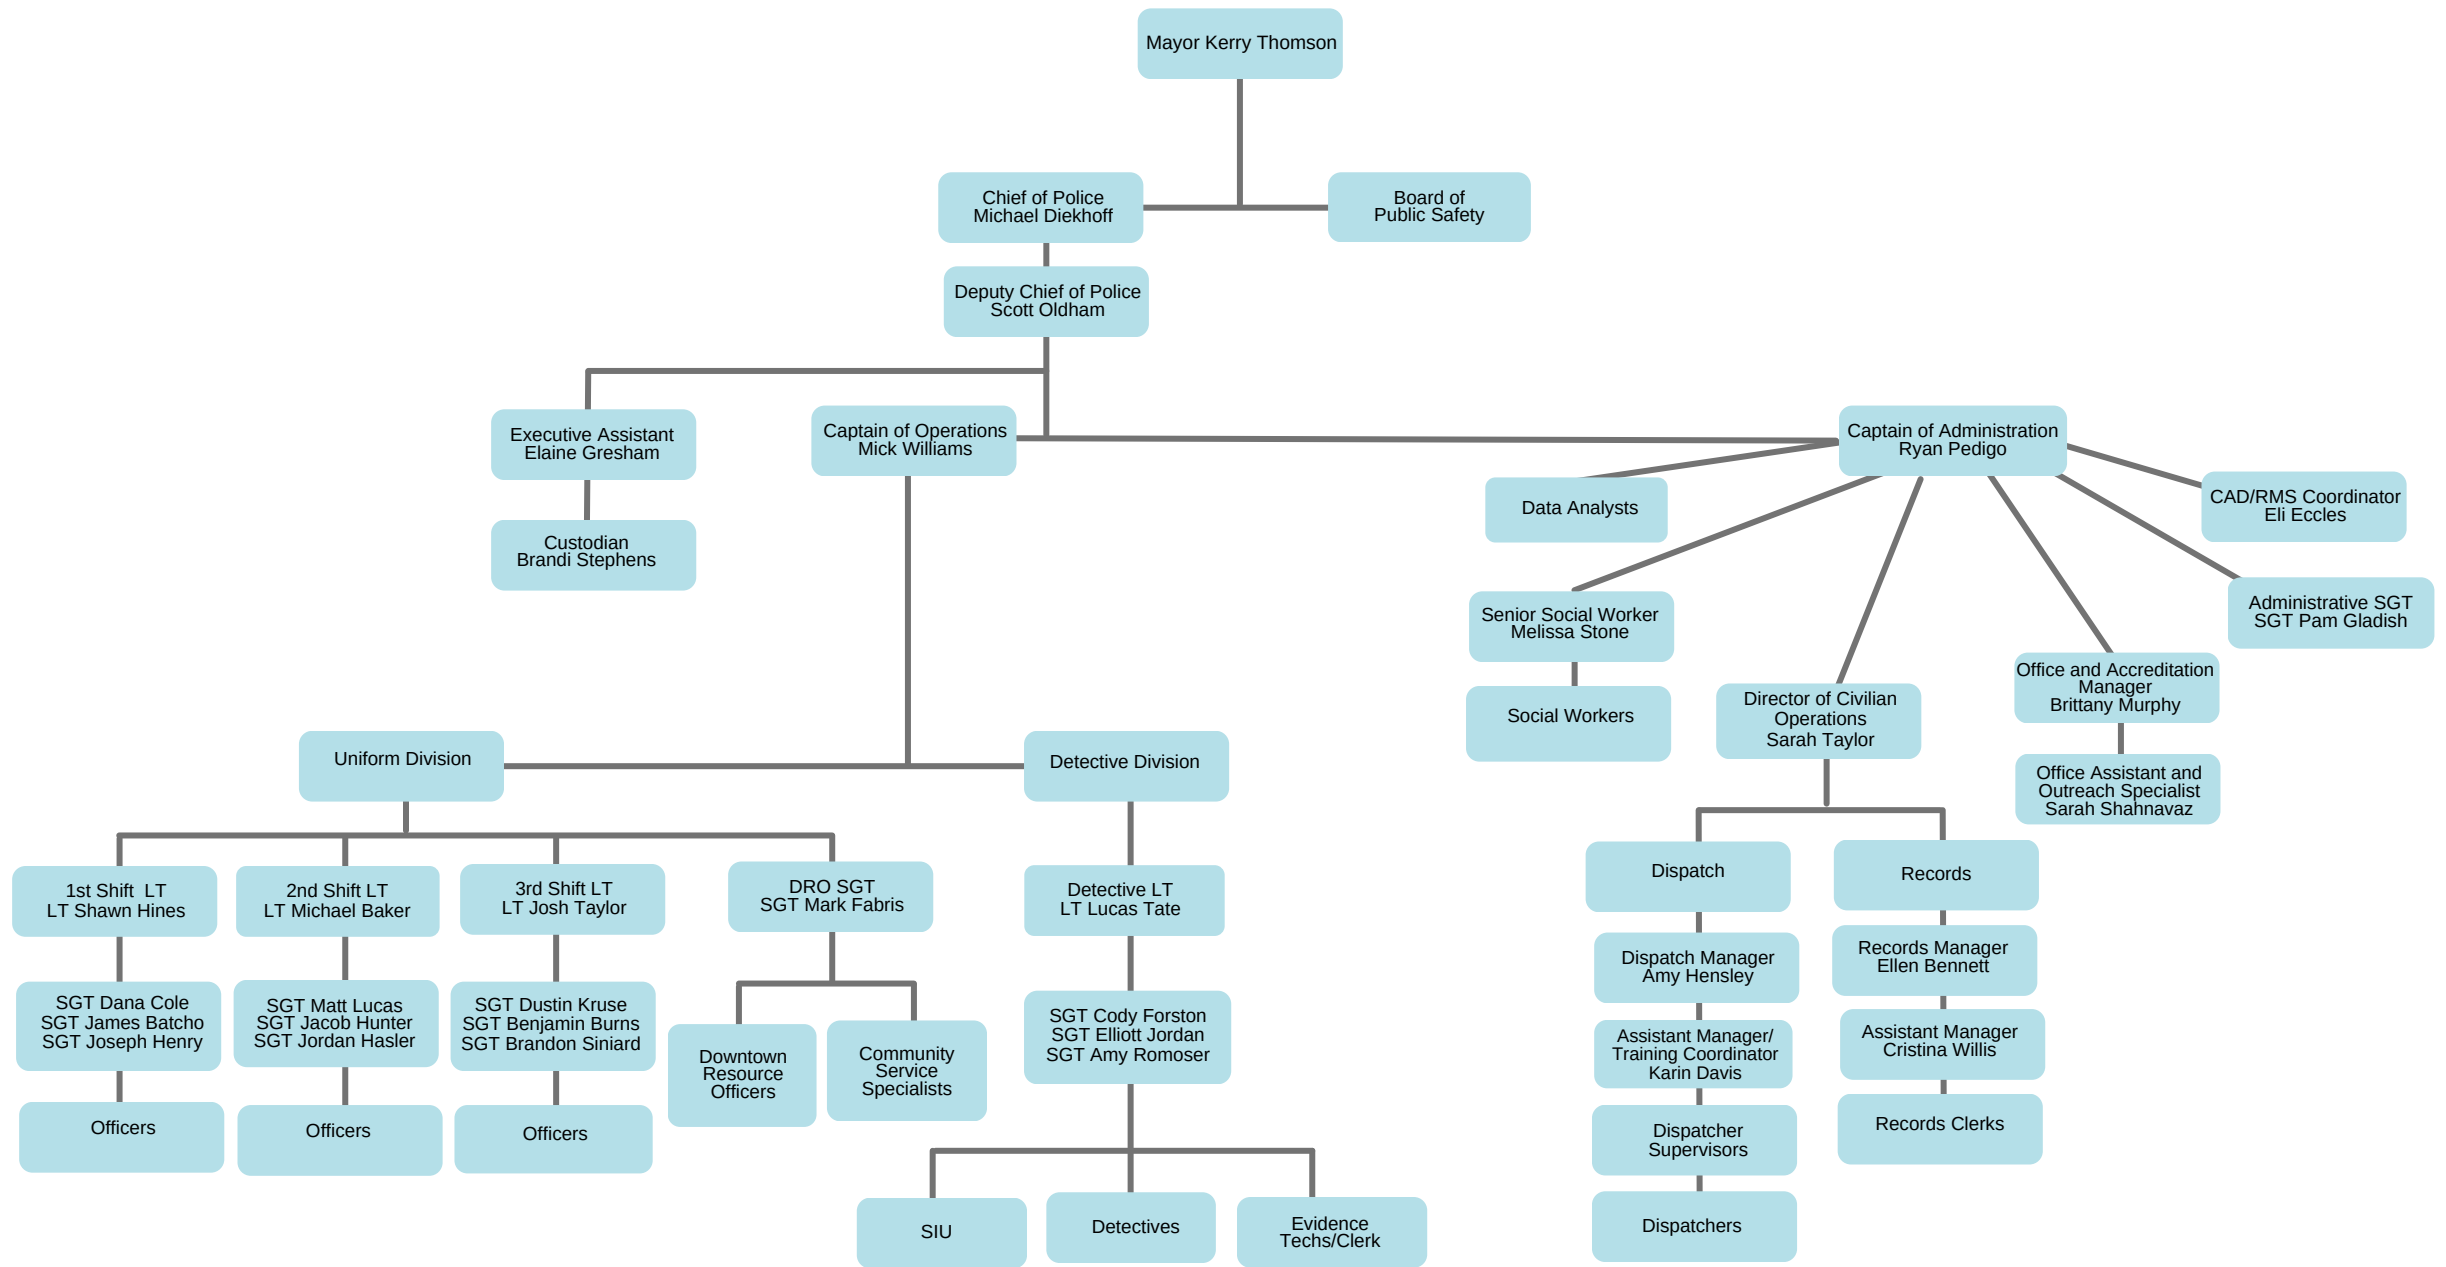 Mayor Kerry Thomson
Chief of Police
Michael Diekhoff
Board of
Public Safety
Deputy Chief of Police
Scott Oldham
Executive Assistant
Elaine Gresham
Captain of Operations
Mick Williams
Captain of Administration
Ryan Pedigo
Custodian
Brandi Stephens
Data Analysts
CAD/RMS Coordinator
Eli Eccles
Senior Social Worker
Melissa Stone
Administrative SGT
SGT Pam Gladish
Social Workers
Director of Civilian
Operations
Sarah Taylor
Office and Accreditation
Manager
Brittany Murphy
Office Assistant and
Outreach Specialist
Sarah Shahnavaz
Uniform Division
Detective Division
1st Shift  LT
LT Shawn Hines
2nd Shift LT
LT Michael Baker
3rd Shift LT
LT Josh Taylor
DRO SGT
SGT Mark Fabris
Detective LT
LT Lucas Tate
Dispatch
Records
SGT Dana Cole
SGT James Batcho
SGT Joseph Henry
SGT Matt Lucas
SGT Jacob Hunter
SGT Jordan Hasler
SGT Dustin Kruse
SGT Benjamin Burns
SGT Brandon Siniard
Downtown
Resource
Officers
Community
Service
Specialists
SGT Cody Forston
SGT Elliott Jordan
SGT Amy Romoser
Dispatch Manager
Amy Hensley
Records Manager
Ellen Bennett
Assistant Manager/
Training Coordinator
Karin Davis
Assistant Manager
Cristina Willis
Officers
Officers
Officers
Dispatcher
Supervisors
Records Clerks
SIU
Detectives
Evidence
Techs/Clerk
Dispatchers